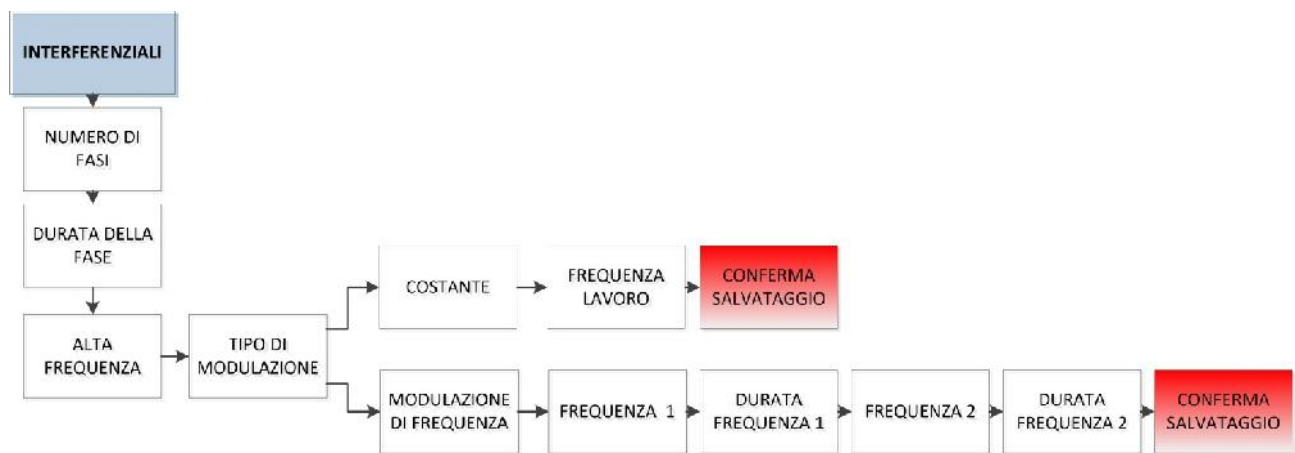 INTERFERENZIALI
NUMERO DI
FASI
DURATA DELLA
FASE
ALTA
FREQUENZA
TIPO DI
MODULAZIONE
COSTANTE
FREQUENZA
LAVORO
CONFERMA
SALVATAGGIO
MODULAZIONE
DI FREQUENZA
FREQUENZA 1
DURATA
FREQUENZA 1
FREQUENZA 2
DURATA
FREQUENZA 2
CONFERMA
SALVATAGGIO